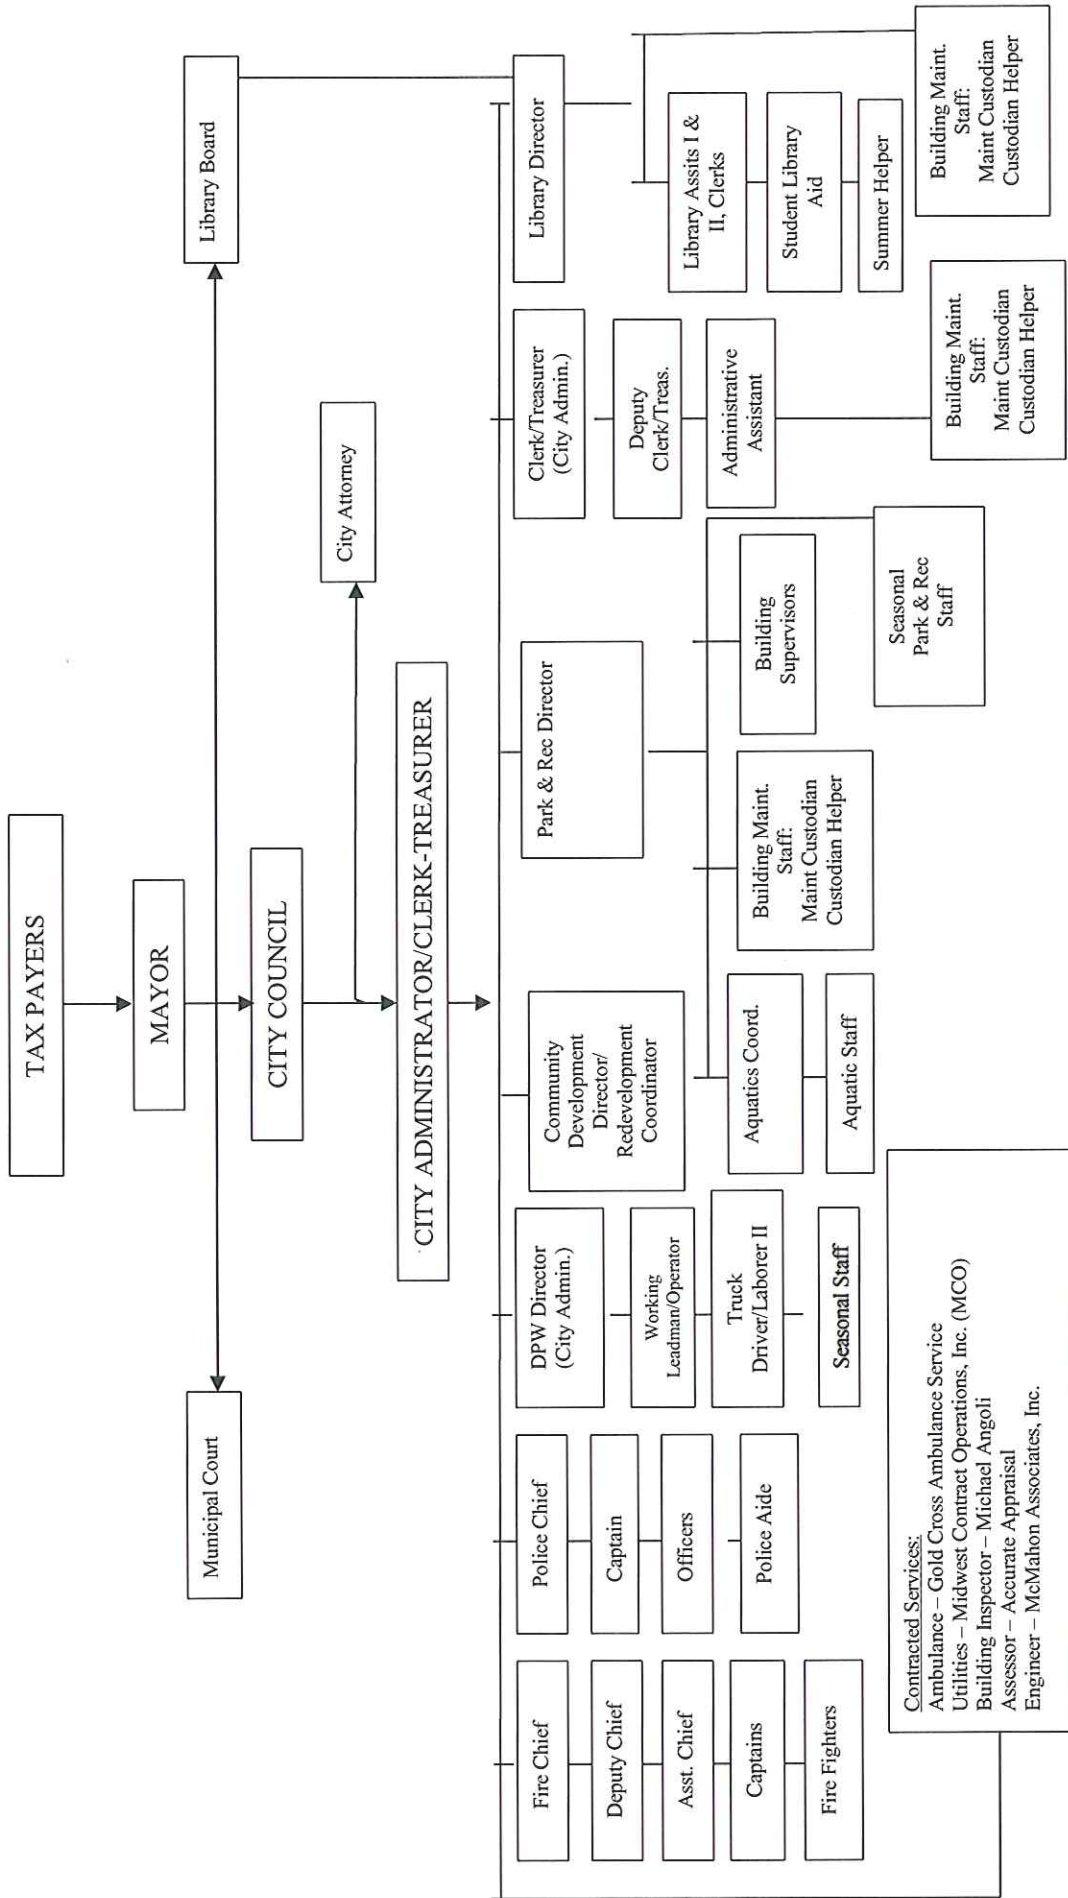 TAX PAYERS
MAYOR
Municipal Court
Library Board
CITY COUNCIL
City Attorney
CITY ADMINISTRATOR/CLERK-TREASURER
Fire Chief
Deputy Chief
Asst. Chief
Captains
Fire Fighters
Police Chief
Captain
Officers
Police Aide
DPW Director
(City Admin.)
Working
Leadman/Operator
Truck
Driver/Laborer II
Seasonal Staff
Community
Development
Director/
Redevelopment
Coordinator
Park & Rec Director
Aquatics Coord.
Aquatic Staff
Building Maint.
Staff:
Maint Custodian
Custodian Helper
Building
Supervisors
Seasonal
Park & Rec
Staff
Clerk/Treasurer
(City Admin.)
Deputy
Clerk/Treas.
Administrative
Assistant
Building Maint.
Staff:
Maint Custodian
Custodian Helper
Library Director
Library Assits I &
II, Clerks
Student Library
Aid
Summer Helper
Building Maint.
Staff:
Maint Custodian
Custodian Helper
Contracted Services:
Ambulance – Gold Cross Ambulance Service
Utilities – Midwest Contract Operations, Inc. (MCO)
Building Inspector – Michael Angoli
Assessor – Accurate Appraisal
Engineer – McMahon Associates, Inc.